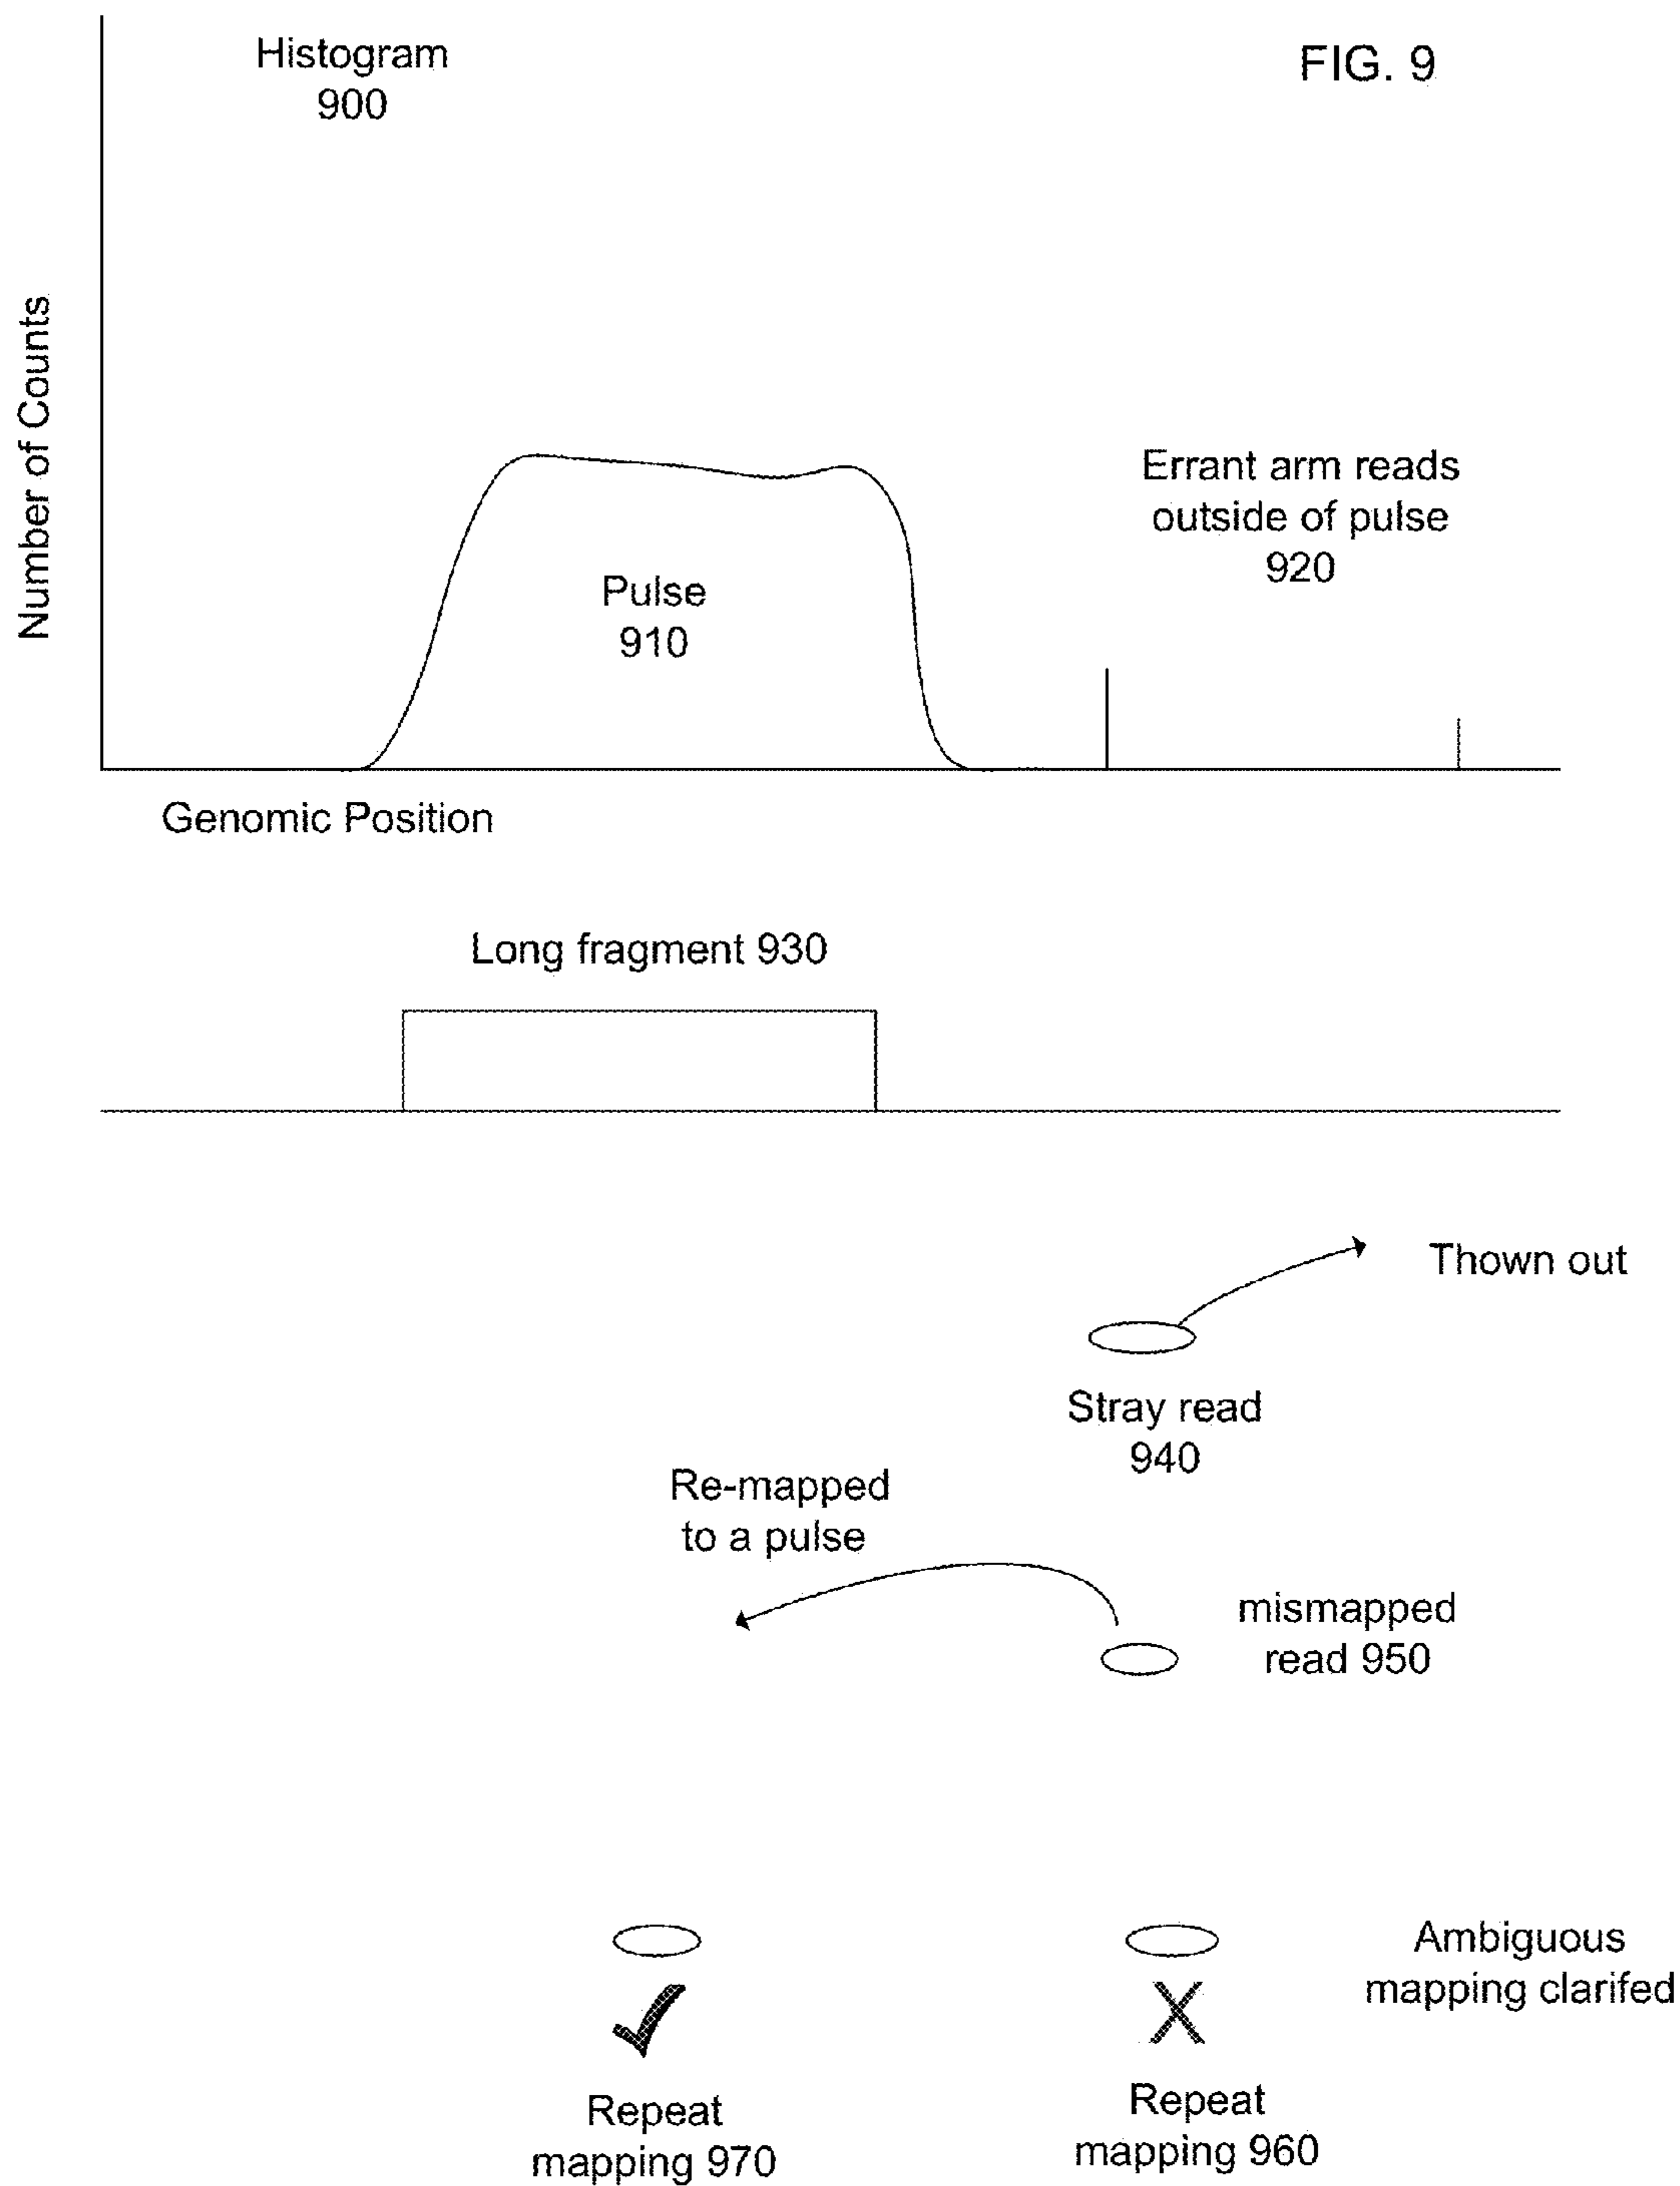 Histogram
900
FIG. 9
Number of Counts
Errant arm reads
outside of pulse
920
Pulse
910
Genomic Position
Long fragment 930
Thown out
Stray read
940
Re-mapped
to a pulse
mismapped
read 950
Ambiguous
mapping clarifed
Repeat
mapping 970
Repeat
mapping 960